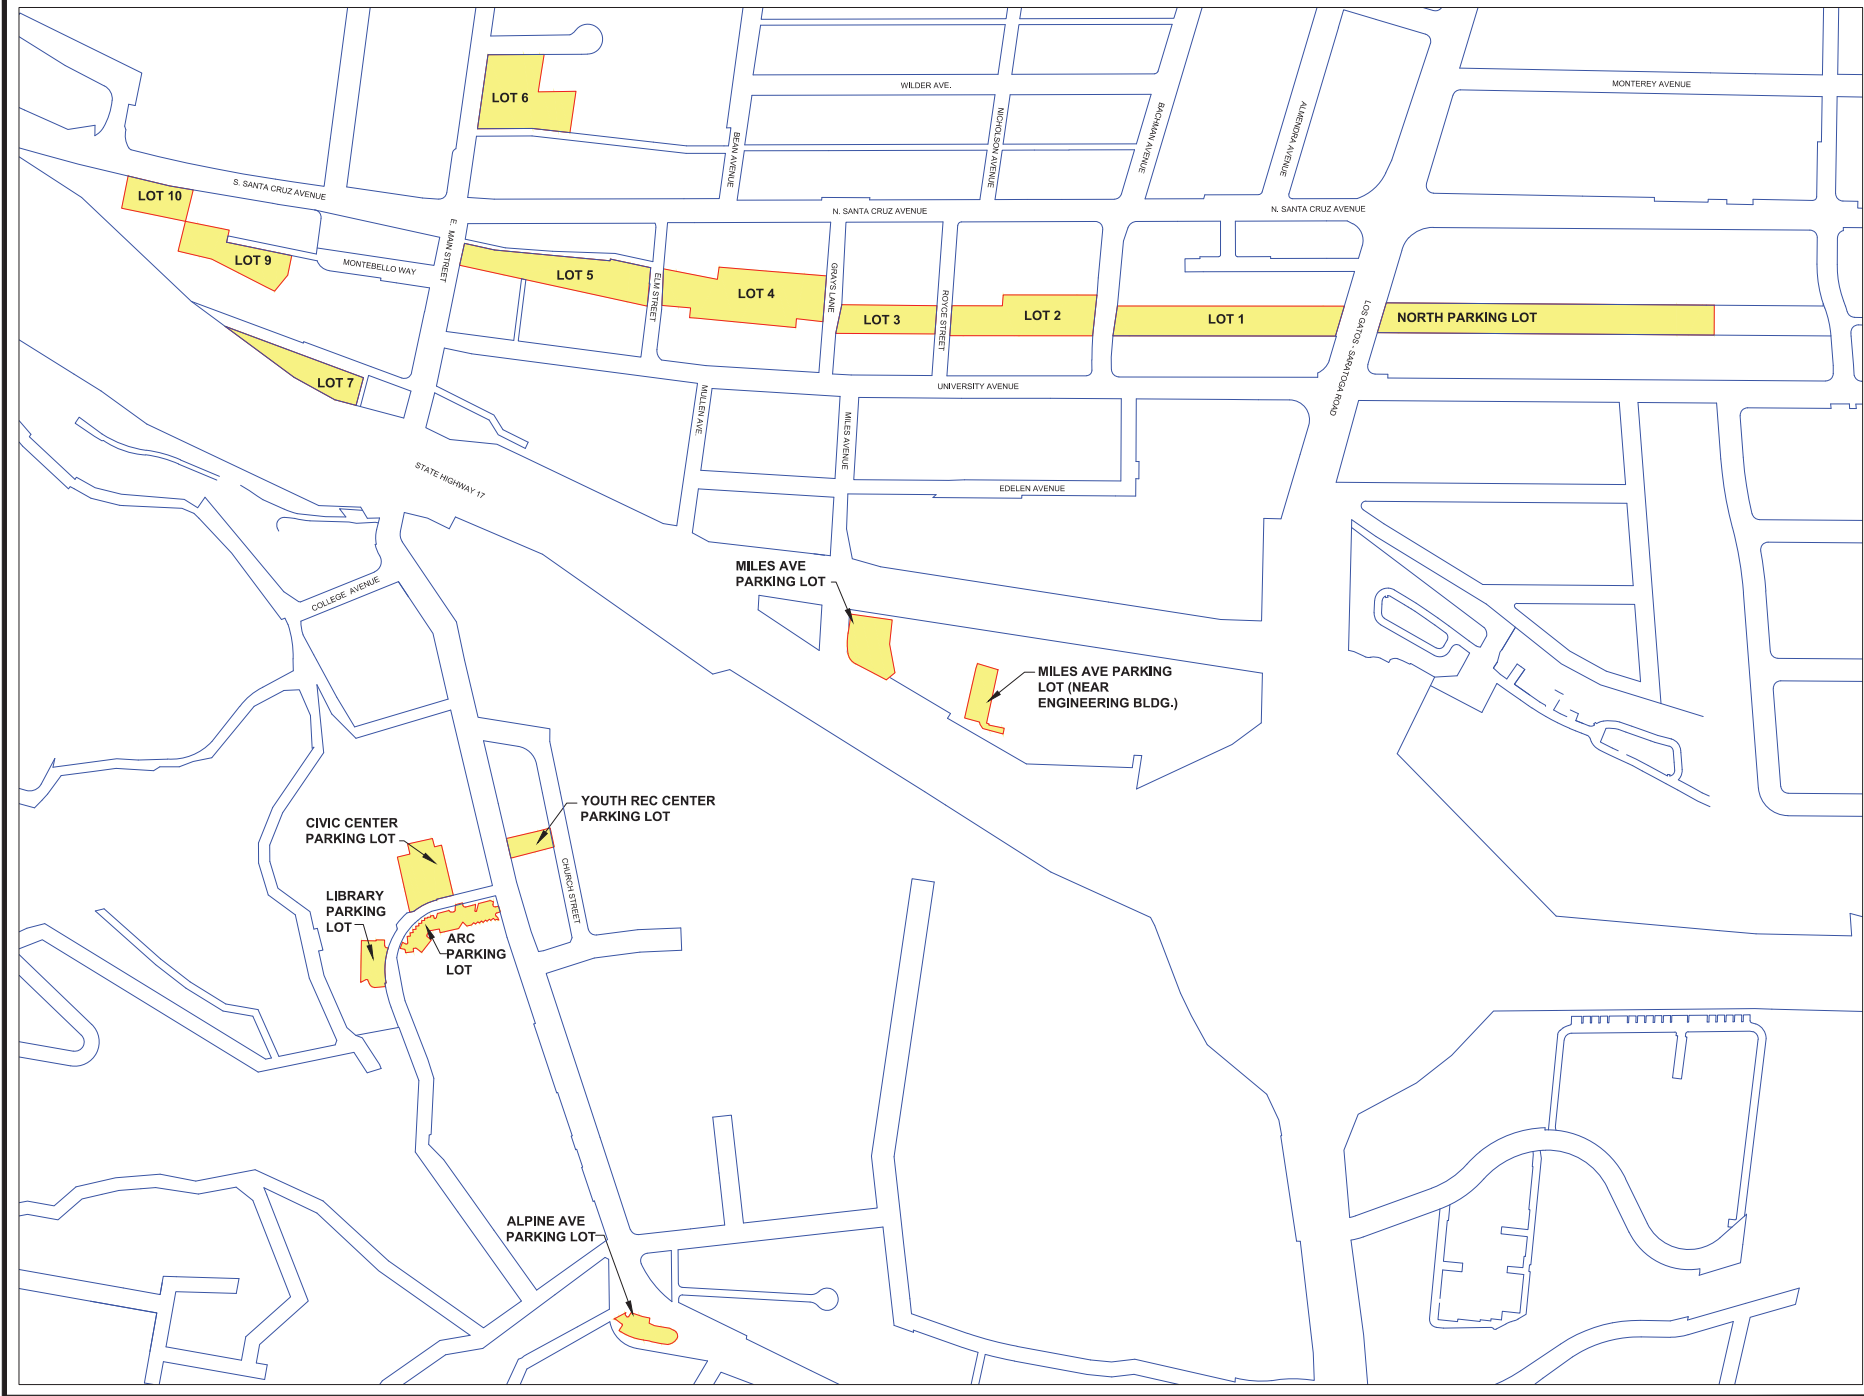 WILDER AVE.
MONTEREY AVENUE
LOT 6
BEAN AVENUE
NICHOLSON AVENUE
BACHMAN AVENUE
ALMENDRA AVENUE
S. SANTA CRUZ AVENUE
LOT 10
N. SANTA CRUZ AVENUE
N. SANTA CRUZ AVENUE
E. MAIN STREET
LOT 9
MONTEBELLO WAY
LOT 5
ELM STREET
LOT 4
GRAYS LANE
LOT 3
ROYCE STREET
LOT 2
LOT 1
LOS GATOS - SARATOGA ROAD
NORTH PARKING LOT
LOT 7
UNIVERSITY AVENUE
MULLEN AVE.
MILES AVENUE
STATE HIGHWAY 17
EDELEN AVENUE
COLLEGE AVENUE
MILES AVE
PARKING LOT
MILES AVE PARKING
LOT (NEAR
ENGINEERING BLDG.)
YOUTH REC CENTER
PARKING LOT
CIVIC CENTER
PARKING LOT
CHURCH STREET
LIBRARY
PARKING
LOT
ARC
PARKING
LOT
ALPINE AVE
PARKING LOT